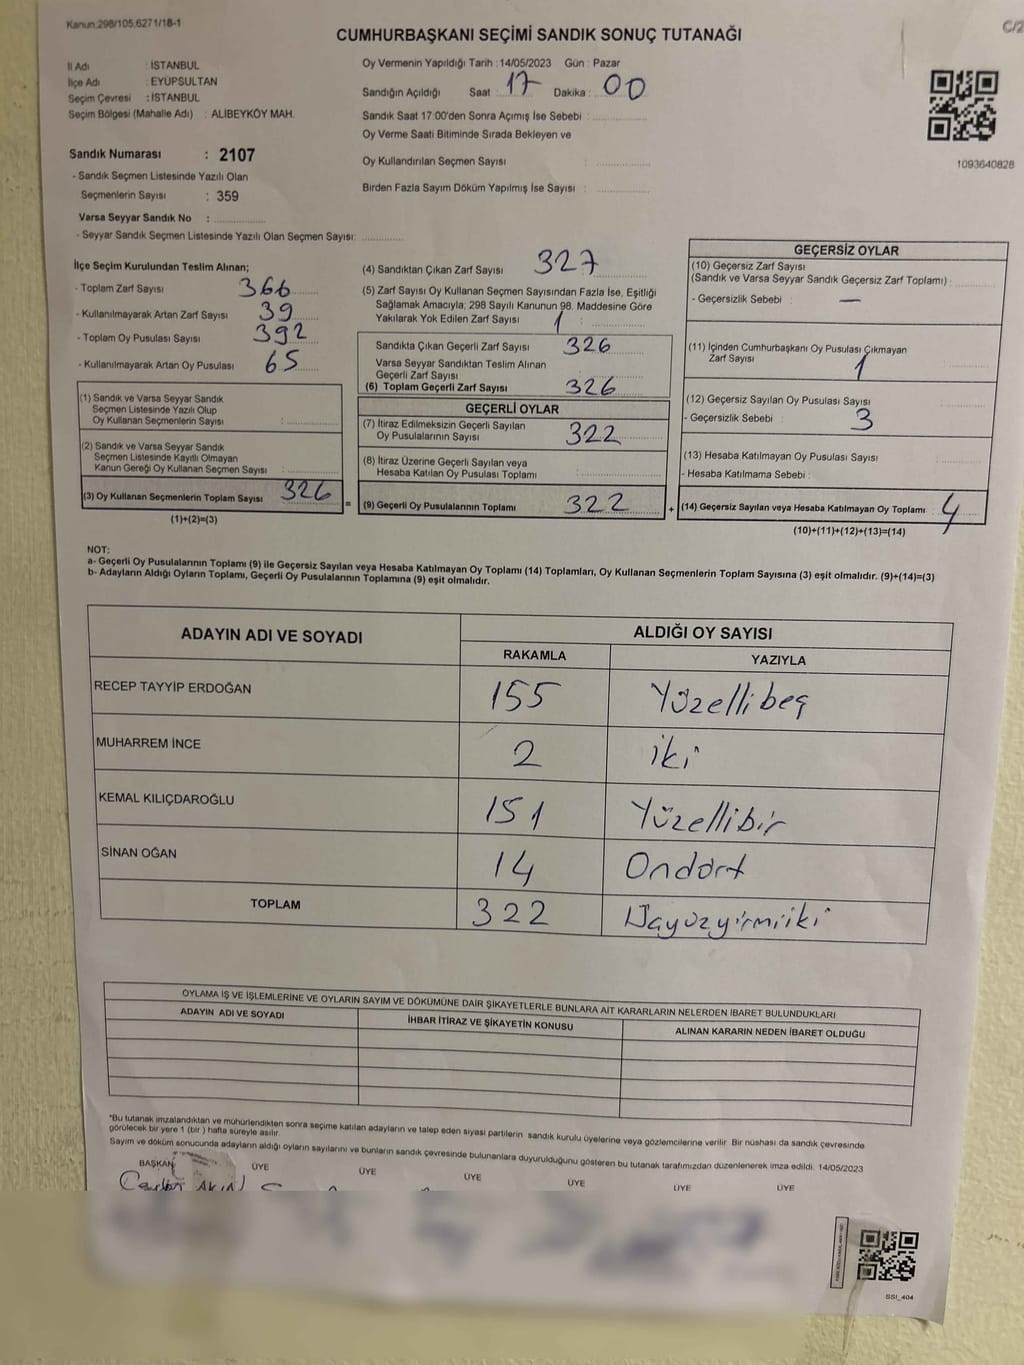 Kanun:298/105,6271/18-1
C/2
CUMHURBAŞKANI SEÇİMİ SANDIK SONUÇ TUTANAĞI
İl Adı : İSTANBUL
İlçe Adı : EYÜPSULTAN
Seçim Çevresi : İSTANBUL
Seçim Bölgesi (Mahalle Adı) : ALİBEYKÖY MAH.
Sandık Numarası : 2107
- Sandık Seçmen Listesinde Yazılı Olan
Seçmenlerin Sayısı : 359
Varsa Seyyar Sandık No :
- Seyyar Sandık Seçmen Listesinde Yazılı Olan Seçmen Sayısı:
Oy Vermenin Yapıldığı Tarih : 14/05/2023 Gün : Pazar
Sandığın Açıldığı Saat : 17 Dakika : 00
Sandık Saat 17:00'den Sonra Açımış İse Sebebi :
Oy Verme Saati Bitiminde Sırada Bekleyen ve
Oy Kullandırılan Seçmen Sayısı :
Birden Fazla Sayım Döküm Yapılmış İse Sayısı :
1093640828
İlçe Seçim Kurulundan Teslim Alınan;
- Toplam Zarf Sayısı : 366
- Kullanılmayarak Artan Zarf Sayısı : 39
- Toplam Oy Pusulası Sayısı : 392
- Kullanılmayarak Artan Oy Pusulası : 65
(4) Sandıktan Çıkan Zarf Sayısı : 327
(5) Zarf Sayısı Oy Kullanan Seçmen Sayısından Fazla İse, Eşitliği
Sağlamak Amacıyla, 298 Sayılı Kanunun 98. Maddesine Göre
Yakılarak Yok Edilen Zarf Sayısı : 1
Sandıkta Çıkan Geçerli Zarf Sayısı : 326
Varsa Seyyar Sandıktan Teslim Alınan
Geçerli Zarf Sayısı
(6) Toplam Geçerli Zarf Sayısı : 326
GEÇERSİZ OYLAR
(10) Geçersiz Zarf Sayısı
(Sandık ve Varsa Seyyar Sandık Geçersiz Zarf Toplamı) :
- Geçersizlik Sebebi : —
(11) İçinden Cumhurbaşkanı Oy Pusulası Çıkmayan
Zarf Sayısı 1
(12) Geçersiz Sayılan Oy Pusulası Sayısı
- Geçersizlik Sebebi : 3
(13) Hesaba Katılmayan Oy Pusulası Sayısı
- Hesaba Katılmama Sebebi :
(14) Geçersiz Sayılan veya Hesaba Katılmayan Oy Toplamı : 4
(10)+(11)+(12)+(13)=(14)
(1) Sandık ve Varsa Seyyar Sandık
Seçmen Listesinde Yazılı Olup
Oy Kullanan Seçmenlerin Sayısı :
(2) Sandık ve Varsa Seyyar Sandık
Seçmen Listesinde Kayıtlı Olmayan
Kanun Gereği Oy Kullanan Seçmen Sayısı :
(3) Oy Kullanan Seçmenlerin Toplam Sayısı : 326 =
(1)+(2)=(3)
GEÇERLİ OYLAR
(7) İtiraz Edilmeksizin Geçerli Sayılan
Oy Pusulalarının Sayısı : 322
(8) İtiraz Üzerine Geçerli Sayılan veya
Hesaba Katılan Oy Pusulası Toplamı :
(9) Geçerli Oy Pusulalarının Toplamı : 322 +
NOT:
a- Geçerli Oy Pusulalarının Toplamı (9) ile Geçersiz Sayılan veya Hesaba Katılmayan Oy Toplamı (14) Toplamları, Oy Kullanan Seçmenlerin Toplam Sayısına (3) eşit olmalıdır. (9)+(14)=(3)
b- Adayların Aldığı Oyların Toplamı, Geçerli Oy Pusulalarının Toplamına (9) eşit olmalıdır.
ADAYIN ADI VE SOYADI ALDIĞI OY SAYISI
RAKAMLA YAZIYLA
RECEP TAYYİP ERDOĞAN 155 Yüzellibeş
MUHARREM İNCE 2 iki
KEMAL KILIÇDAROĞLU 151 Yüzellibir
SİNAN OĞAN 14 Ondört
TOPLAM 322
OYLAMA İŞ VE İŞLEMLERİNE VE OYLARIN SAYIM VE DÖKÜMÜNE DAİR ŞİKAYETLERLE BUNLARA AİT KARARLARIN NELERDEN İBARET BULUNDUKLARI
ADAYIN ADI VE SOYADI İHBAR İTİRAZ VE ŞİKAYETİN KONUSU ALINAN KARARIN NEDEN İBARET OLDUĞU
*Bu tutanak imzalandıktan ve mühürlendikten sonra seçime katılan adayların ve talep eden siyasi partilerin sandık kurulu üyelerine veya gözlemcilerine verilir. Bir nüshası da sandık çevresinde
görülecek bir yere 1 (bir ) hafta süreyle asılır.
Sayım ve döküm sonucunda adayların aldığı oyların sayılarını ve bunların sandık çevresinde bulunanlara duyurulduğunu gösteren bu tutanak tarafımızdan düzenlenerek imza edildi. 14/05/2023
BAŞKAN ÜYE ÜYE ÜYE ÜYE ÜYE ÜYE
SSI_404